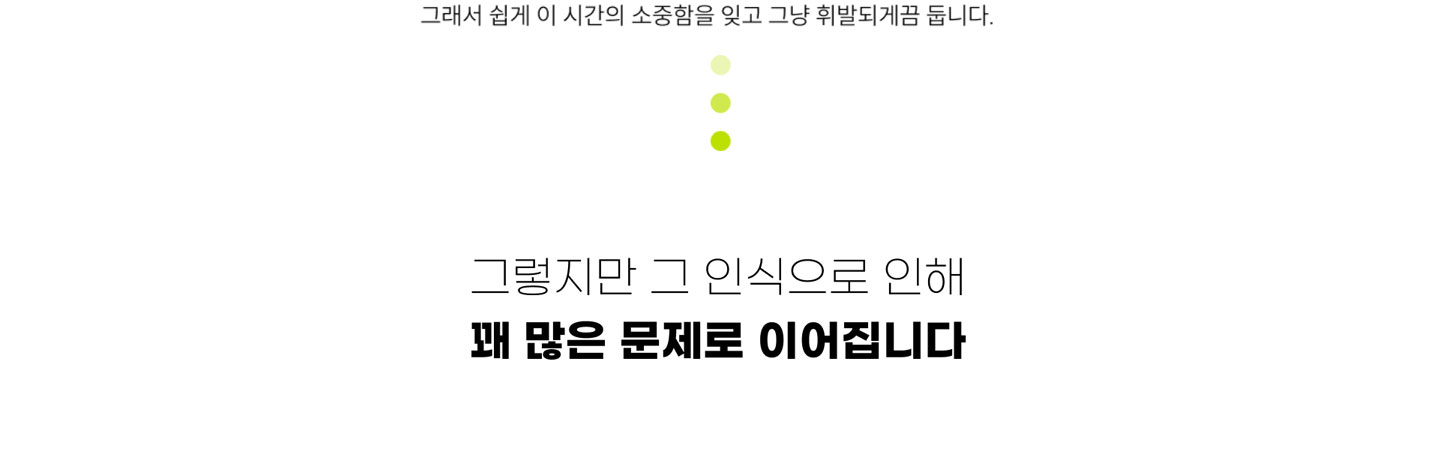 그래서 쉽게 이 시간의 소중함을 잊고 그냥 휘발되게끔 둡니다.
그렇지만 그 인식으로 인해
꽤 많은 문제로 이어집니다